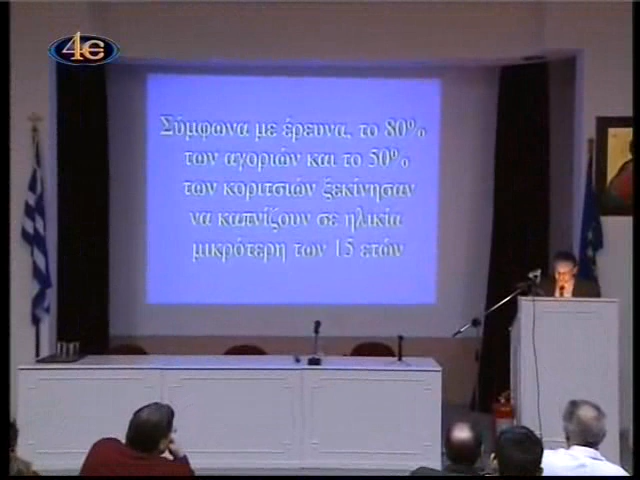 4e
Σύμφωνα με έρευνα, το 80%
των αγοριών και το 50%
των κοριτσιών ξεκίνησαν
να καπνίζουν σε ηλικία
μικρότερη των 15 ετών